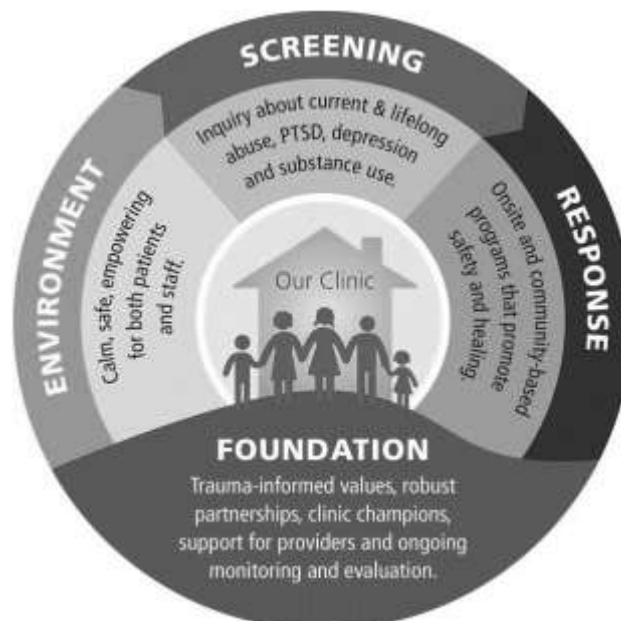 SCREENING
Inquiry about current & lifelong
abuse, PTSD, depression
and substance use.
ENVIRONMENT
Calm, safe, empowering
for both patients
and staff.
RESPONSE
Onsite and community-based
programs that promote
safety and healing.
Our Clinic
FOUNDATION
Trauma-informed values, robust
partnerships, clinic champions,
support for providers and ongoing
monitoring and evaluation.